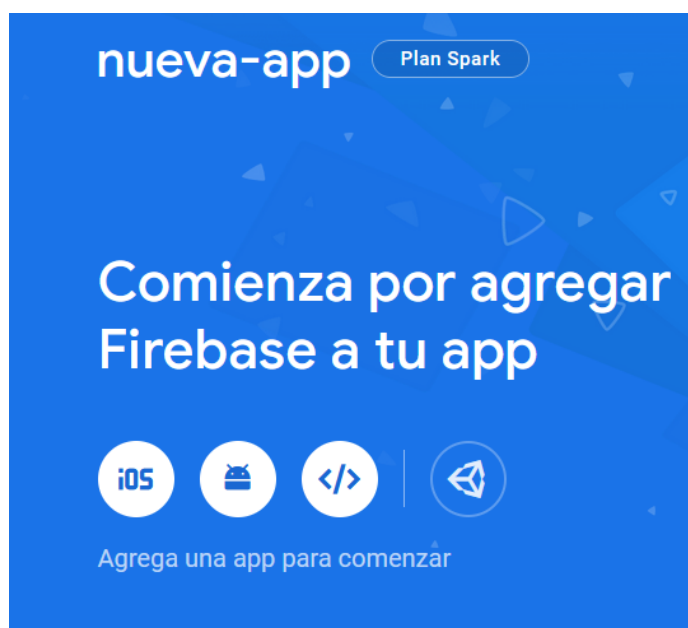 nueva-app Plan Spark
Comienza por agregar
Firebase a tu app
iOS </>
Agrega una app para comenzar